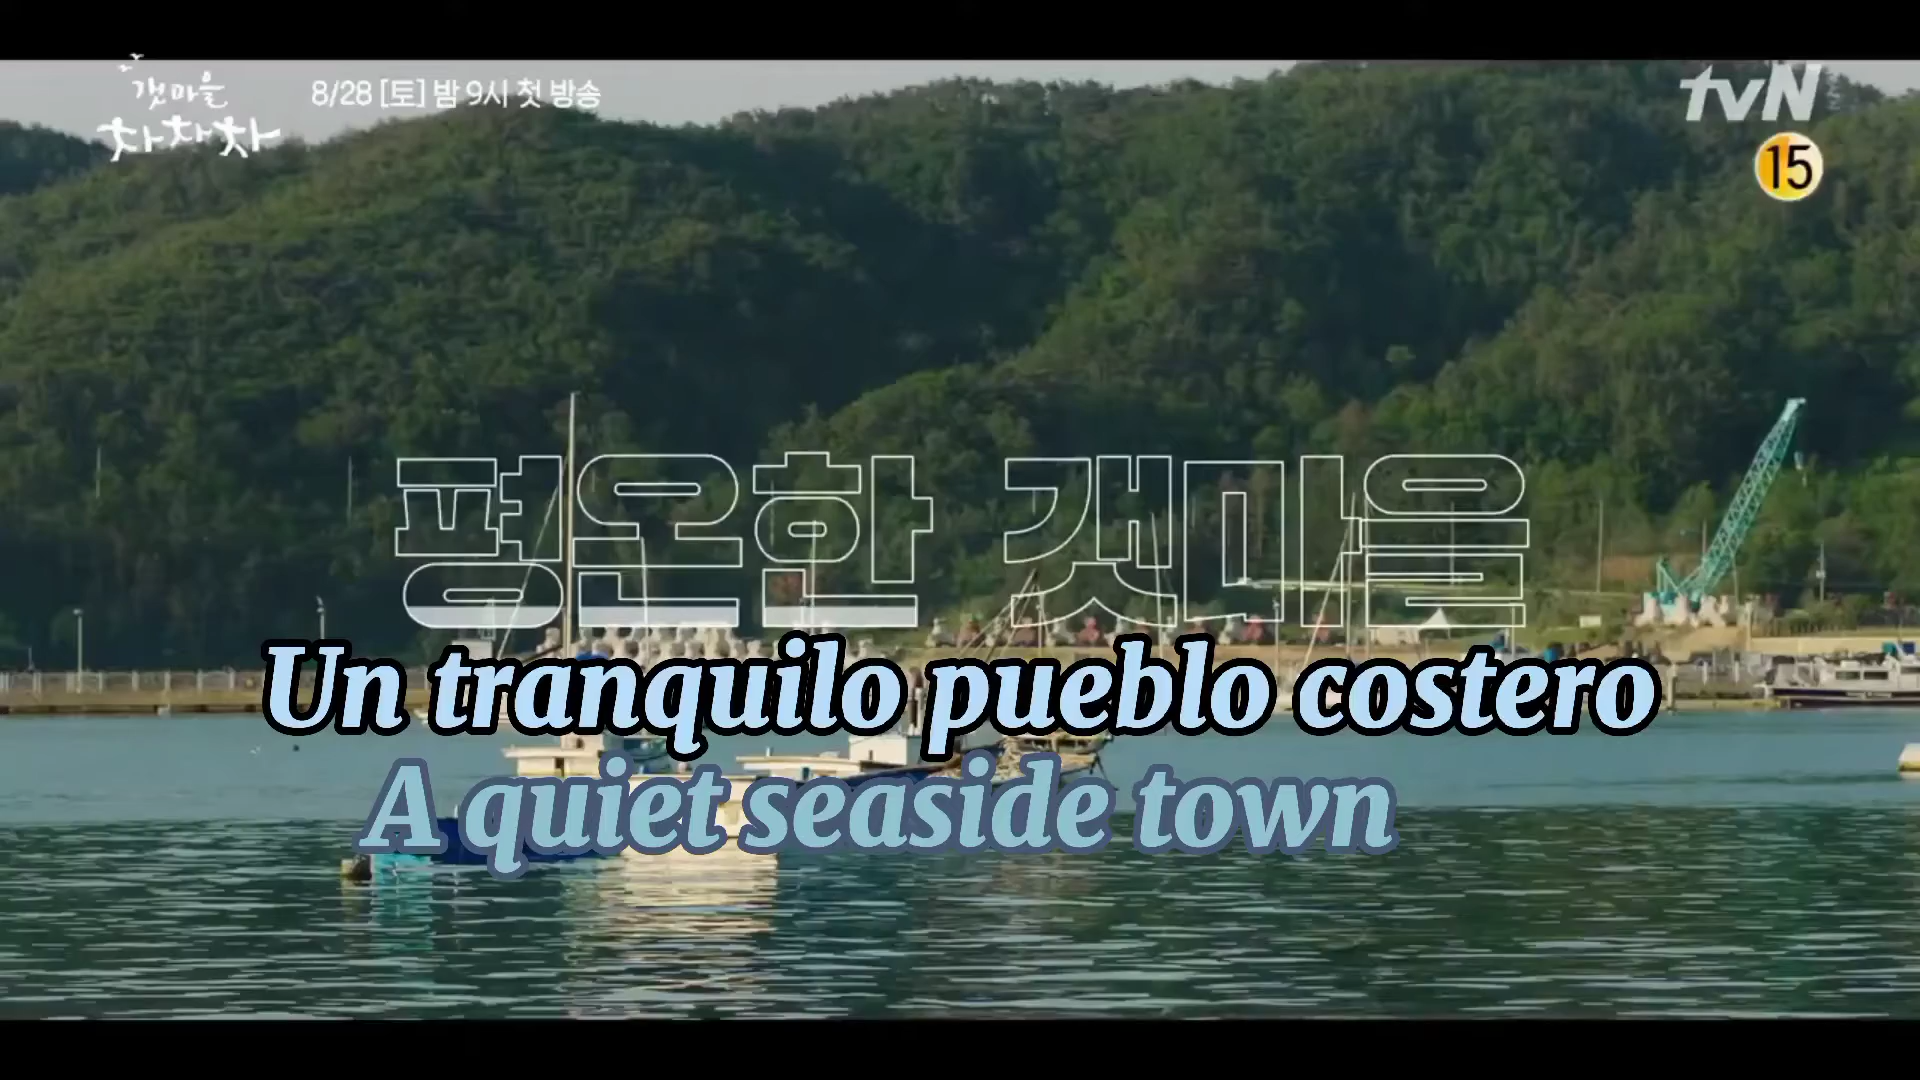 갯마을
차차차
8/28 [토] 밤 9시 첫 방송
tvN
15
평온한 갯마을
Un tranquilo pueblo costero
A quiet seaside town